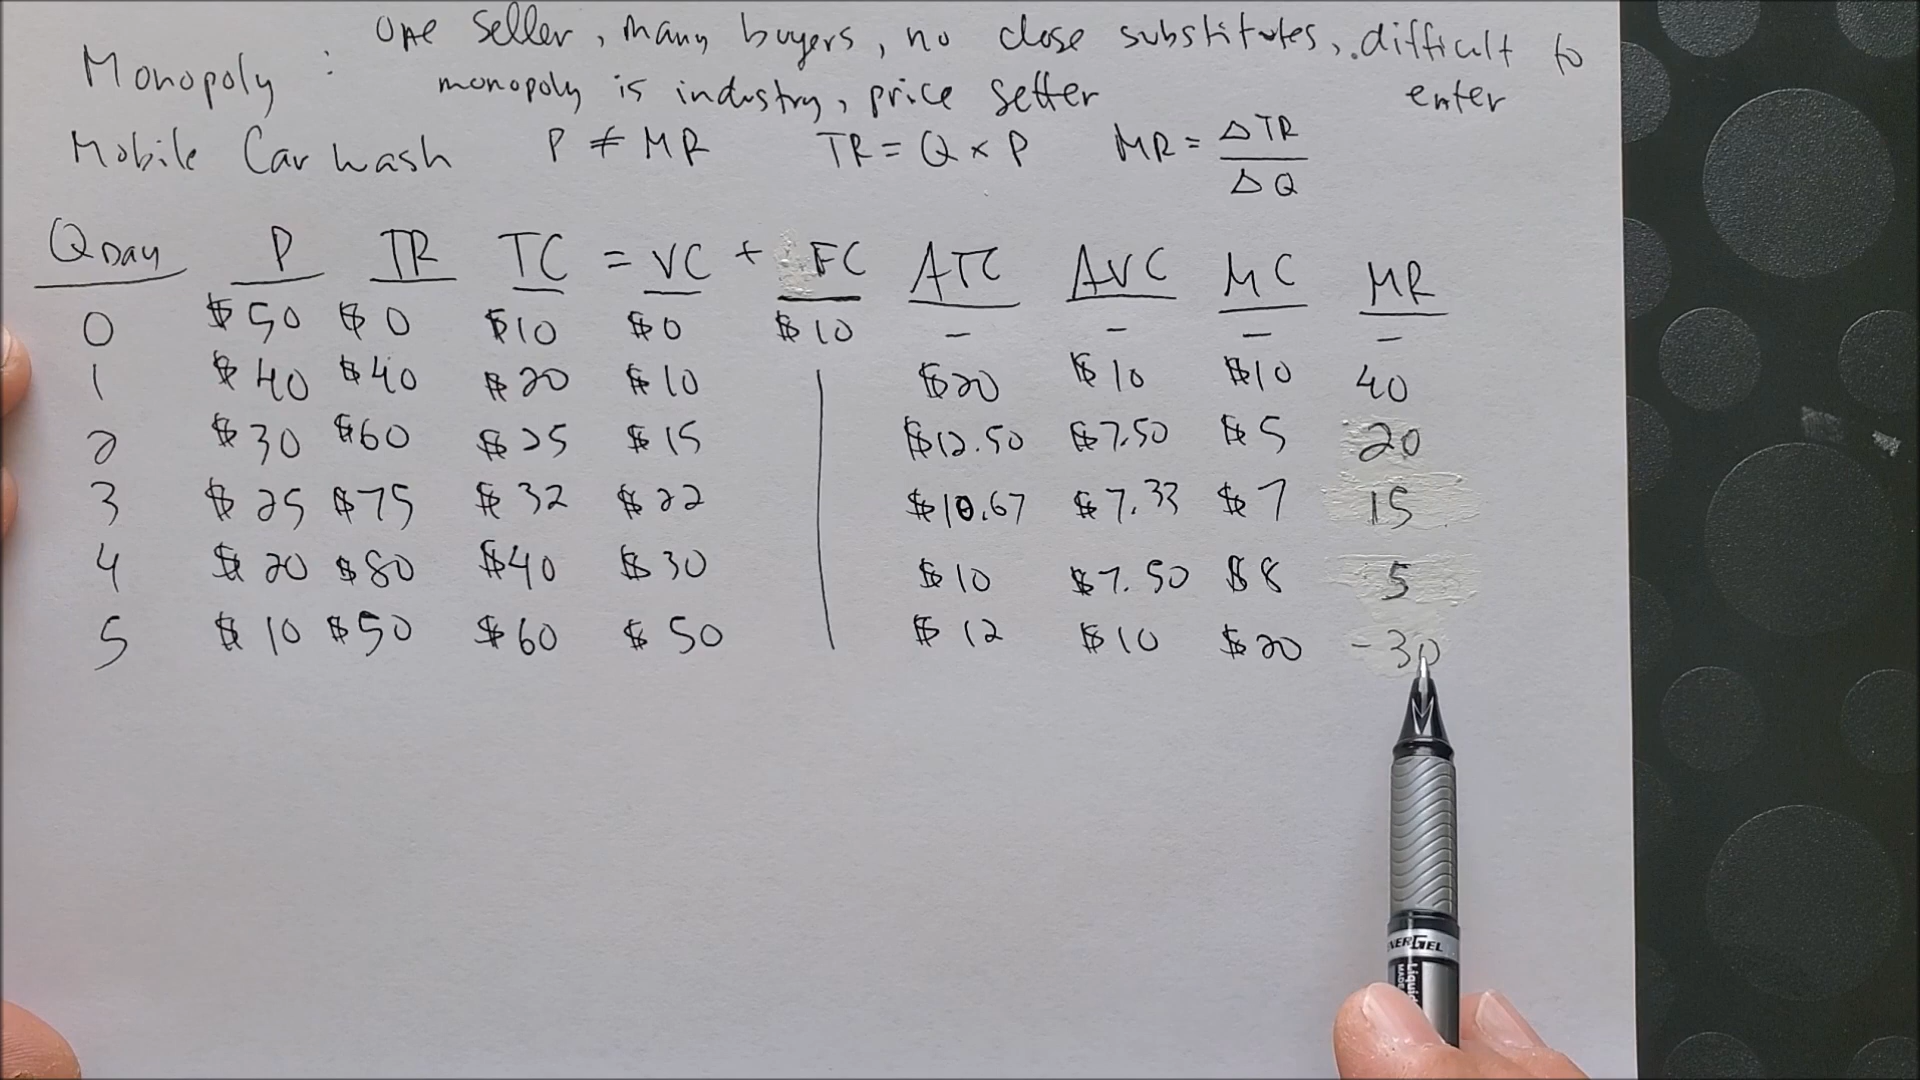 one seller, many buyers, no close substitutes, difficult to
Monopoly : monopoly is industry, price setter enter
Mobile Car wash P ≠ MR TR = Q × P MR = ΔTR / ΔQ
QDay P TR TC = VC + FC ATC AVC MC MR
0 $50 $0 $10 $0 $10 - - - -
1 $40 $40 $20 $10 $20 $10 $10 40
2 $30 $60 $25 $15 $12.50 $7.50 $5 20
3 $25 $75 $32 $22 $10.67 $7.33 $7 15
4 $20 $80 $40 $30 $10 $7.50 $8 5
5 $10 $50 $60 $50 $12 $10 $20 -30
ENERGEL